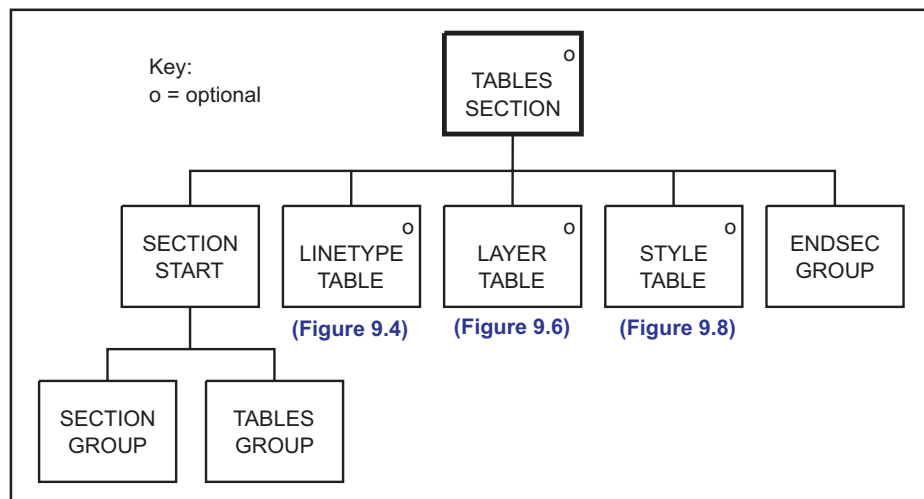 Key:
o = optional
o
TABLES
SECTION
SECTION
START
o
LINETYPE
TABLE
(Figure 9.4)
o
LAYER
TABLE
(Figure 9.6)
o
STYLE
TABLE
(Figure 9.8)
ENDSEC
GROUP
SECTION
GROUP
TABLES
GROUP